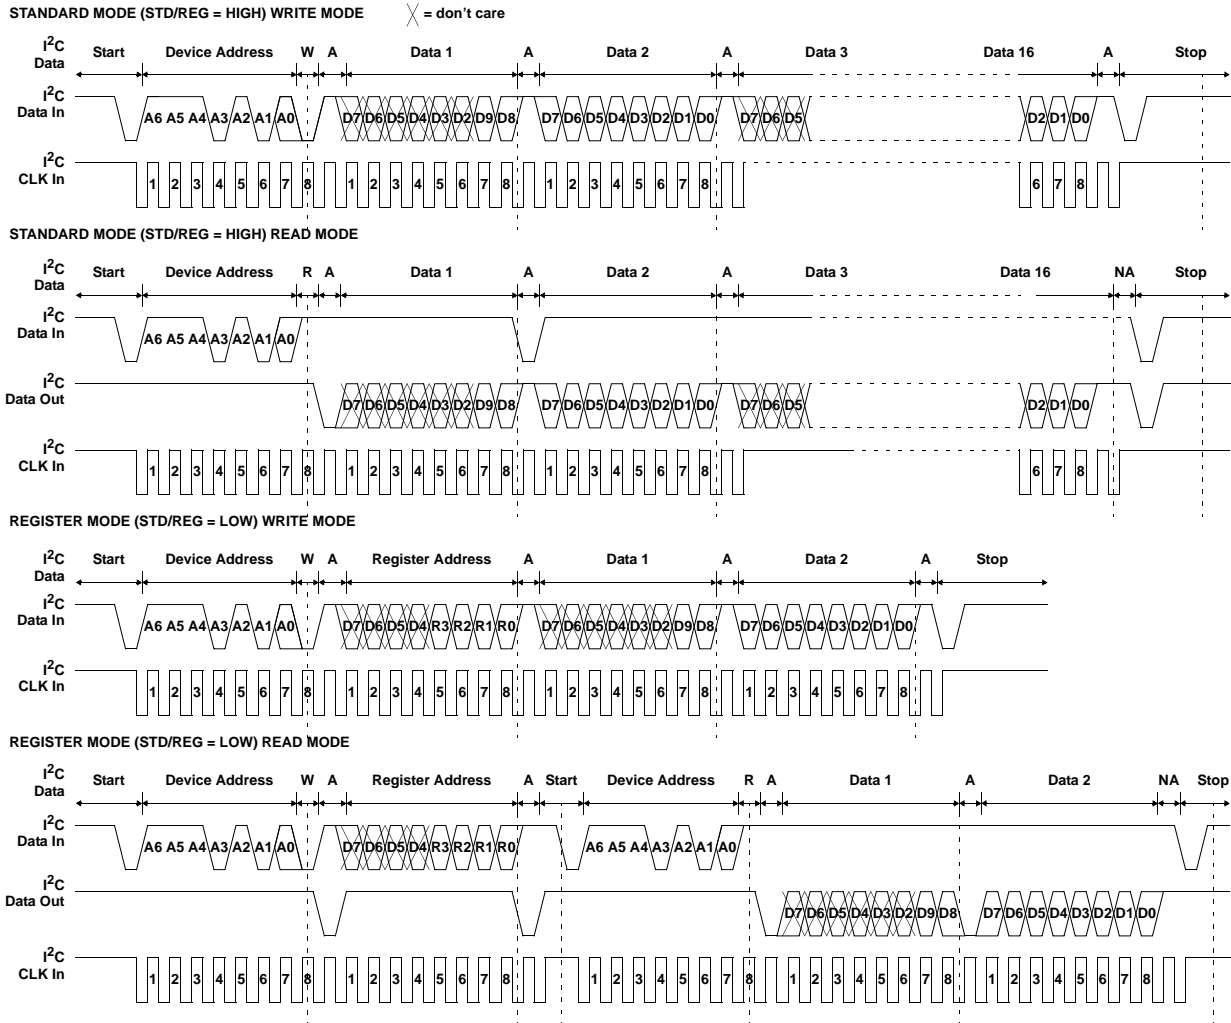 STANDARD MODE (STD/REG = HIGH) WRITE MODE = don't care
I2C Data Start Device Address W A Data 1 A Data 2 A Data 3 Data 16 A Stop
I2C Data In A6 A5 A4 A3 A2 A1 A0 D7 D6 D5 D4 D3 D2 D9 D8 D7 D6 D5 D4 D3 D2 D1 D0 D7 D6 D5 D2 D1 D0
I2C CLK In 1 2 3 4 5 6 7 8 1 2 3 4 5 6 7 8 1 2 3 4 5 6 7 8 6 7 8
STANDARD MODE (STD/REG = HIGH) READ MODE
I2C Data Start Device Address R A Data 1 A Data 2 A Data 3 Data 16 NA Stop
I2C Data In A6 A5 A4 A3 A2 A1 A0
I2C Data Out D7 D6 D5 D4 D3 D2 D9 D8 D7 D6 D5 D4 D3 D2 D1 D0 D7 D6 D5 D2 D1 D0
I2C CLK In 1 2 3 4 5 6 7 8 1 2 3 4 5 6 7 8 1 2 3 4 5 6 7 8 6 7 8
REGISTER MODE (STD/REG = LOW) WRITE MODE
I2C Data Start Device Address W A Register Address A Data 1 A Data 2 A Stop
I2C Data In A6 A5 A4 A3 A2 A1 A0 D7 D6 D5 D4 R3 R2 R1 R0 D7 D6 D5 D4 D3 D2 D9 D8 D7 D6 D5 D4 D3 D2 D1 D0
I2C CLK In 1 2 3 4 5 6 7 8 1 2 3 4 5 6 7 8 1 2 3 4 5 6 7 8 1 2 3 4 5 6 7 8
REGISTER MODE (STD/REG = LOW) READ MODE
I2C Data Start Device Address W A Register Address A Start Device Address R A Data 1 A Data 2 NA Stop
I2C Data In A6 A5 A4 A3 A2 A1 A0 D7 D6 D5 D4 R3 R2 R1 R0 A6 A5 A4 A3 A2 A1 A0
I2C Data Out D7 D6 D5 D4 D3 D2 D9 D8 D7 D6 D5 D4 D3 D2 D1 D0
I2C CLK In 1 2 3 4 5 6 7 8 1 2 3 4 5 6 7 8 1 2 3 4 5 6 7 8 1 2 3 4 5 6 7 8 1 2 3 4 5 6 7 8